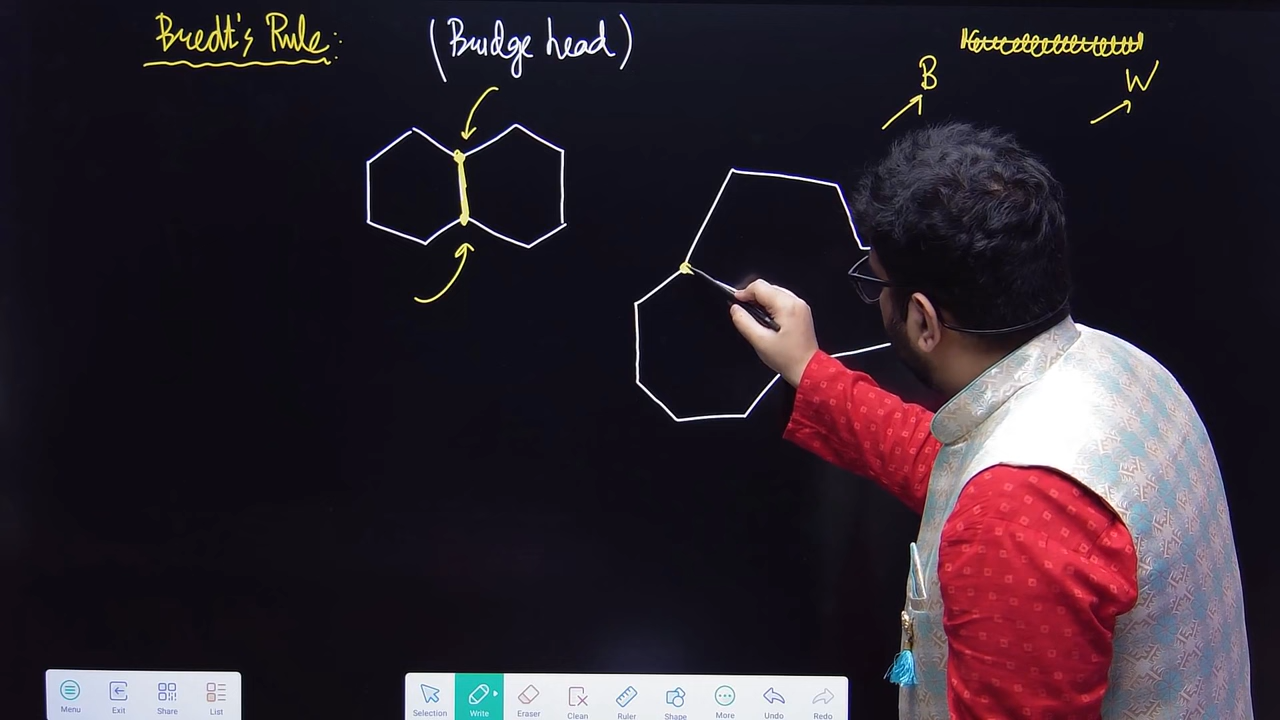 Bredt's Rule:
(Bridge head)
B
W
Menu
Exit
Share
List
Selection
Write
Eraser
Clean
Ruler
Shape
More
Undo
Redo